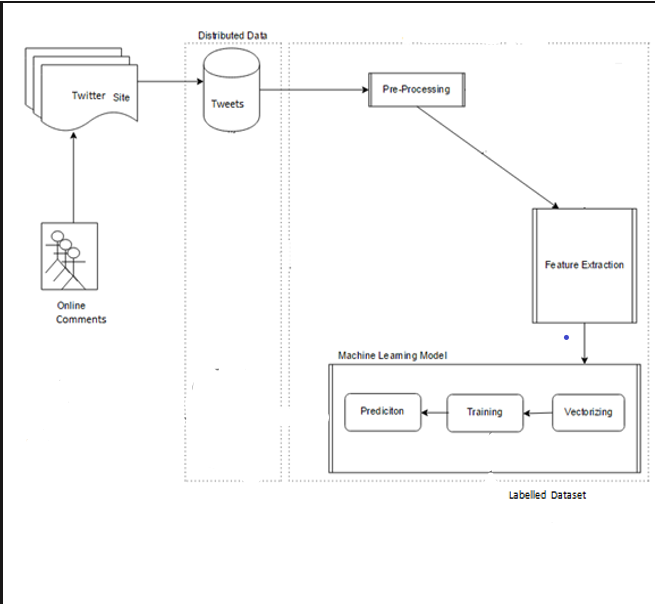 Distributed Data
Twitter Site
Tweets
Pre-Processing
Feature Extraction
Online
Comments
Machine Learning Model
Prediciton
Training
Vectorizing
Labelled Dataset